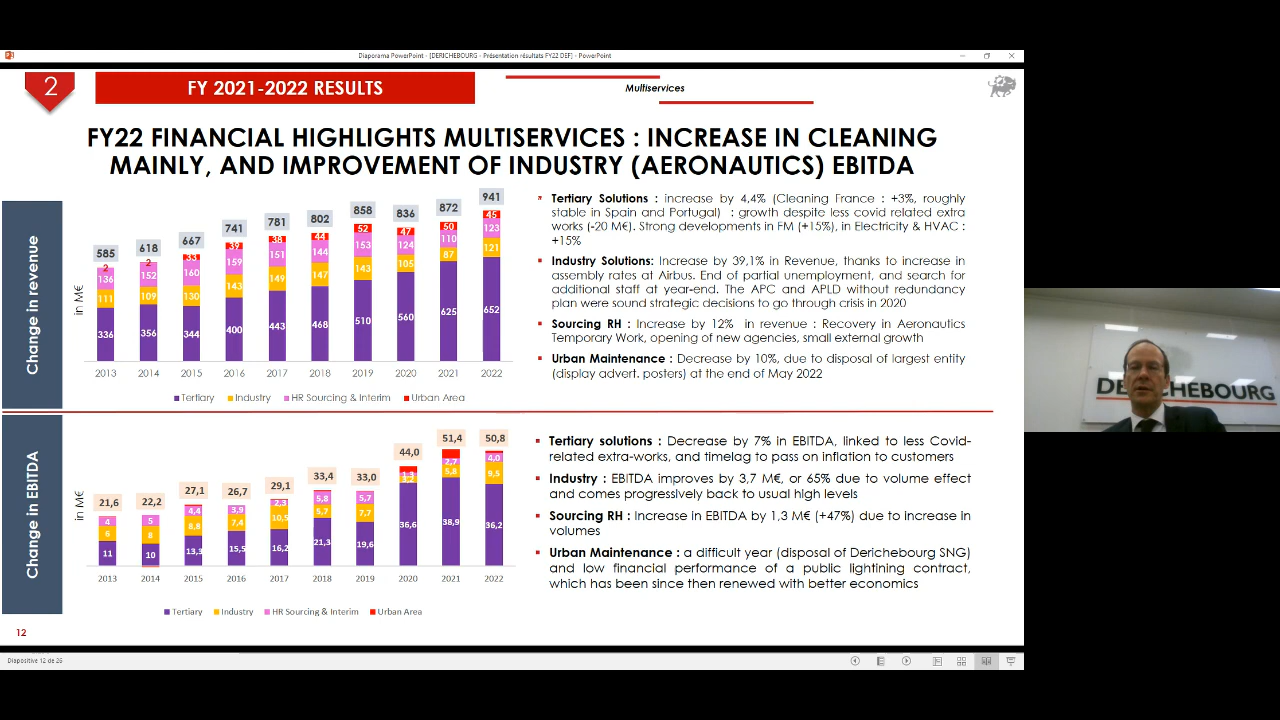 Diaporama PowerPoint - [DERICHEBOURG - Présentation résultats FY22 DEF] - PowerPoint
2
FY 2021-2022 RESULTS
Multiservices
FY22 FINANCIAL HIGHLIGHTS MULTISERVICES : INCREASE IN CLEANING
MAINLY, AND IMPROVEMENT OF INDUSTRY (AERONAUTICS) EBITDA
Change in revenue
in M€
585 618 667 741 781 802 858 836 872 941
2 2 33 39 38 44 52 47 50 45
136 152 160 159 151 144 153 124 110 123
111 109 130 143 149 147 143 105 87 121
336 356 344 400 443 468 510 560 625 652
2013 2014 2015 2016 2017 2018 2019 2020 2021 2022
Tertiary Industry HR Sourcing & Interim Urban Area
Tertiary Solutions : increase by 4,4% (Cleaning France : +3%, roughly
stable in Spain and Portugal) : growth despite less covid related extra
works (-20 M€). Strong developments in FM (+15%), in Electricity & HVAC :
+15%
Industry Solutions: Increase by 39,1% in Revenue, thanks to increase in
assembly rates at Airbus. End of partial unemployment, and search for
additional staff at year-end. The APC and APLD without redundancy
plan were sound strategic decisions to go through crisis in 2020
Sourcing RH : Increase by 12% in revenue : Recovery in Aeronautics
Temporary Work, opening of new agencies, small external growth
Urban Maintenance : Decrease by 10%, due to disposal of largest entity
(display advert. posters) at the end of May 2022
Change in EBITDA
in M€
21,6 22,2 27,1 26,7 29,1 33,4 33,0 44,0 51,4 50,8
4 5 4,4 3,9 2,3 5,8 5,7 1,3 2,7 4,0
6 8 8,8 7,4 10,5 5,7 7,7 3,2 5,8 9,5
11 10 13,3 15,5 16,2 21,3 19,6 36,6 38,9 36,2
2013 2014 2015 2016 2017 2018 2019 2020 2021 2022
Tertiary Industry HR Sourcing & Interim Urban Area
Tertiary solutions : Decrease by 7% in EBITDA, linked to less Covid-
related extra-works, and timelag to pass on inflation to customers
Industry : EBITDA improves by 3,7 M€, or 65% due to volume effect
and comes progressively back to usual high levels
Sourcing RH : Increase in EBITDA by 1,3 M€ (+47%) due to increase in
volumes
Urban Maintenance : a difficult year (disposal of Derichebourg SNG)
and low financial performance of a public lightining contract,
which has been since then renewed with better economics
12
Diapositive 12 de 26
DERICHEBOURG